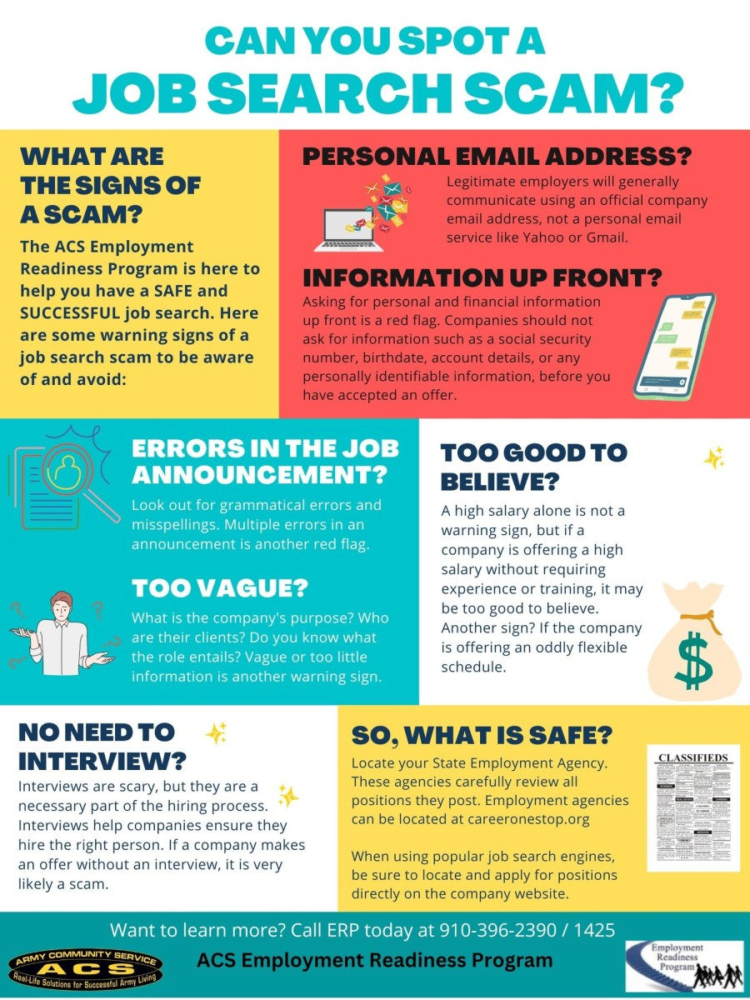 CAN YOU SPOT A
JOB SEARCH SCAM?
WHAT ARE
THE SIGNS OF
A SCAM?
The ACS Employment
Readiness Program is here to
help you have a SAFE and
SUCCESSFUL job search. Here
are some warning signs of a
job search scam to be aware
of and avoid:
PERSONAL EMAIL ADDRESS?
Legitimate employers will generally
communicate using an official company
email address, not a personal email
service like Yahoo or Gmail.
INFORMATION UP FRONT?
Asking for personal and financial information
up front is a red flag. Companies should not
ask for information such as a social security
number, birthdate, account details, or any
personally identifiable information, before you
have accepted an offer.
ERRORS IN THE JOB
ANNOUNCEMENT?
Look out for grammatical errors and
misspellings. Multiple errors in an
announcement is another red flag.
TOO VAGUE?
What is the company's purpose? Who
are their clients? Do you know what
the role entails? Vague or too little
information is another warning sign.
TOO GOOD TO
BELIEVE?
A high salary alone is not a
warning sign, but if a
company is offering a high
salary without requiring
experience or training, it may
be too good to believe.
Another sign? If the company
is offering an oddly flexible
schedule.
$
NO NEED TO
INTERVIEW?
Interviews are scary, but they are a
necessary part of the hiring process.
Interviews help companies ensure they
hire the right person. If a company makes
an offer without an interview, it is very
likely a scam.
SO, WHAT IS SAFE?
Locate your State Employment Agency.
These agencies carefully review all
positions they post. Employment agencies
can be located at careeronestop.org
When using popular job search engines,
be sure to locate and apply for positions
directly on the company website.
CLASSIFIEDS
Want to learn more? Call ERP today at 910-396-2390 / 1425
ACS Employment Readiness Program
ARMY COMMUNITY SERVICE
ACS
Real-Life Solutions for Successful Army Living
Employment
Readiness
Program